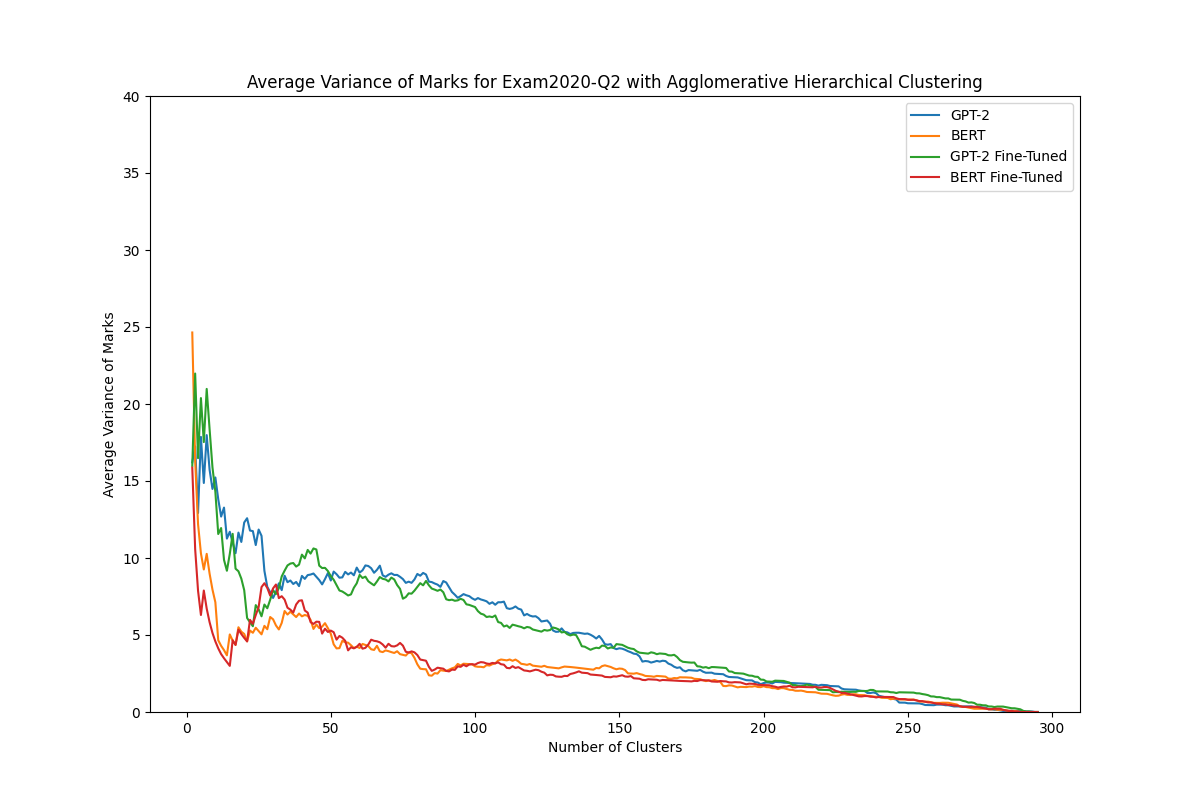 Average Variance of Marks for Exam2020-Q2 with Agglomerative Hierarchical Clustering
40
35
30
25
20
15
10
5
0
Average Variance of Marks
GPT-2
BERT
GPT-2 Fine-Tuned
BERT Fine-Tuned
0 50 100 150 200 250 300
Number of Clusters